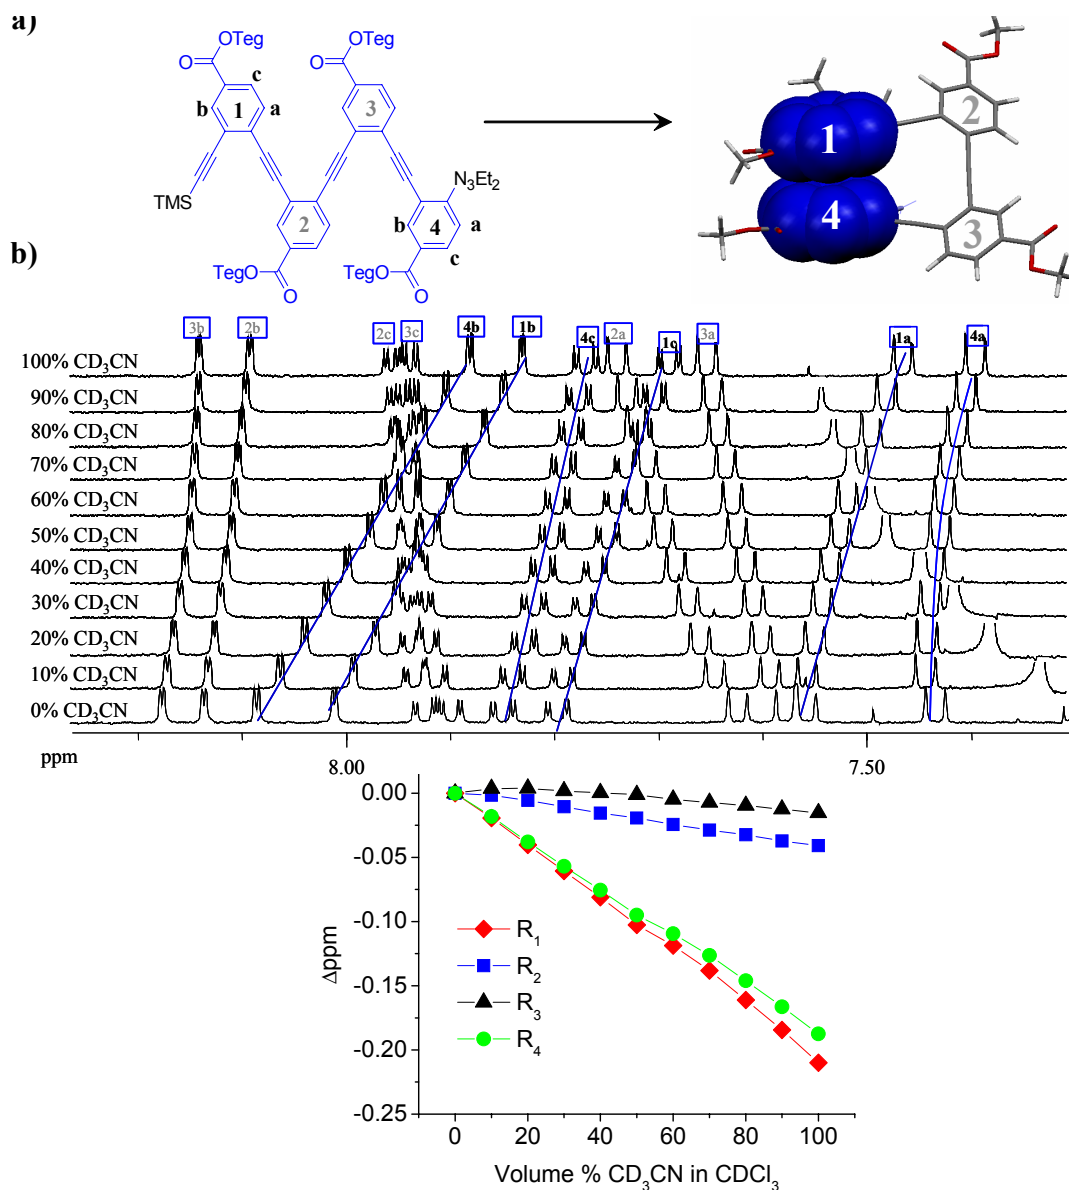 a)
OTeg
O
c
b
1
a
TMS
OTeg
O
3
2
TegO
O
N3Et2
b
4
a
c
TegO
O
1
4
2
3
b)
3b
2b
2c
3c
4b
1b
4c
2a
1c
3a
1a
4a
100% CD3CN
90% CD3CN
80% CD3CN
70% CD3CN
60% CD3CN
50% CD3CN
40% CD3CN
30% CD3CN
20% CD3CN
10% CD3CN
0% CD3CN
ppm
8.00
7.50
0.00
-0.05
-0.10
-0.15
-0.20
-0.25
Δppm
R1
R2
R3
R4
0
20
40
60
80
100
Volume % CD3CN in CDCl3